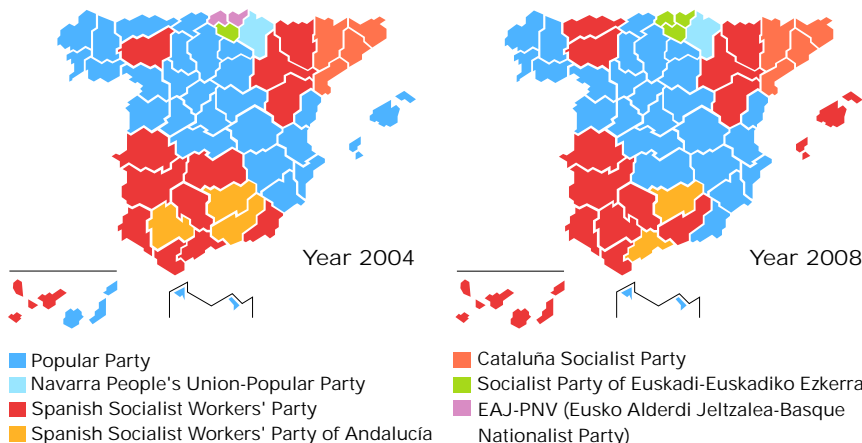 Year 2004
Year 2008
Popular Party
Navarra People's Union-Popular Party
Spanish Socialist Workers' Party
Spanish Socialist Workers' Party of Andalucía
Cataluña Socialist Party
Socialist Party of Euskadi-Euskadiko Ezkerra
EAJ-PNV (Eusko Alderdi Jeltzalea-Basque
Nationalist Party)